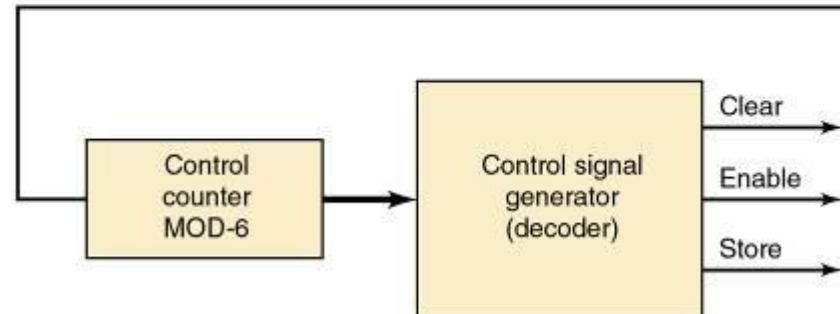 Control
counter
MOD-6
Control signal
generator
(decoder)
Clear
Enable
Store